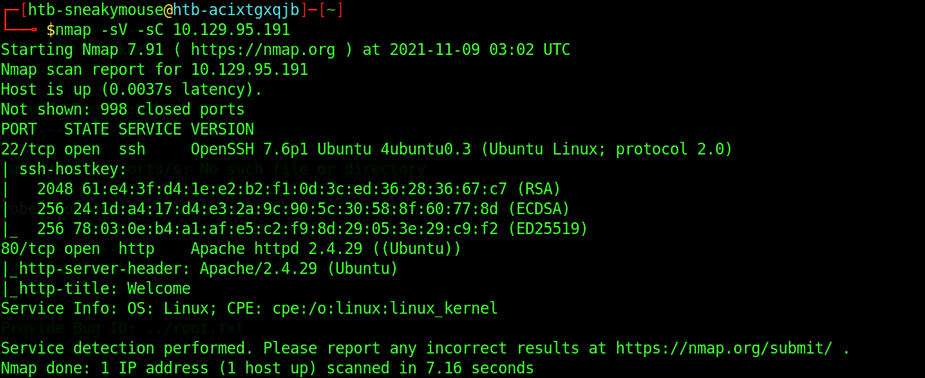 ┌─[htb-sneakymouse@htb-acixtgxqjb]─[~]
└──╼ $nmap -sV -sC 10.129.95.191
Starting Nmap 7.91 ( https://nmap.org ) at 2021-11-09 03:02 UTC
Nmap scan report for 10.129.95.191
Host is up (0.0037s latency).
Not shown: 998 closed ports
PORT   STATE SERVICE VERSION
22/tcp open  ssh     OpenSSH 7.6p1 Ubuntu 4ubuntu0.3 (Ubuntu Linux; protocol 2.0)
| ssh-hostkey:
|   2048 61:e4:3f:d4:1e:e2:b2:f1:0d:3c:ed:36:28:36:67:c7 (RSA)
|   256 24:1d:a4:17:d4:e3:2a:9c:90:5c:30:58:8f:60:77:8d (ECDSA)
|_  256 78:03:0e:b4:a1:af:e5:c2:f9:8d:29:05:3e:29:c9:f2 (ED25519)
80/tcp open  http    Apache httpd 2.4.29 ((Ubuntu))
|_http-server-header: Apache/2.4.29 (Ubuntu)
|_http-title: Welcome
Service Info: OS: Linux; CPE: cpe:/o:linux:linux_kernel
Provide Bug ID: ../root.txt
Service detection performed. Please report any incorrect results at https://nmap.org/submit/ .
Nmap done: 1 IP address (1 host up) scanned in 7.16 seconds